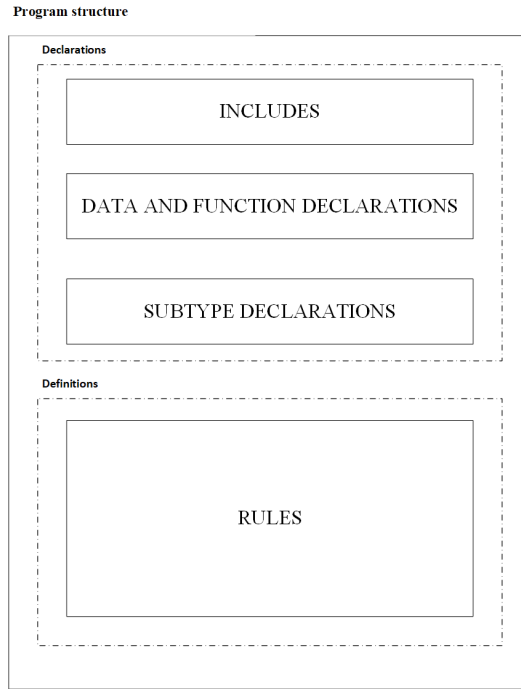 Program structure
Declarations
INCLUDES
DATA AND FUNCTION DECLARATIONS
SUBTYPE DECLARATIONS
Definitions
RULES